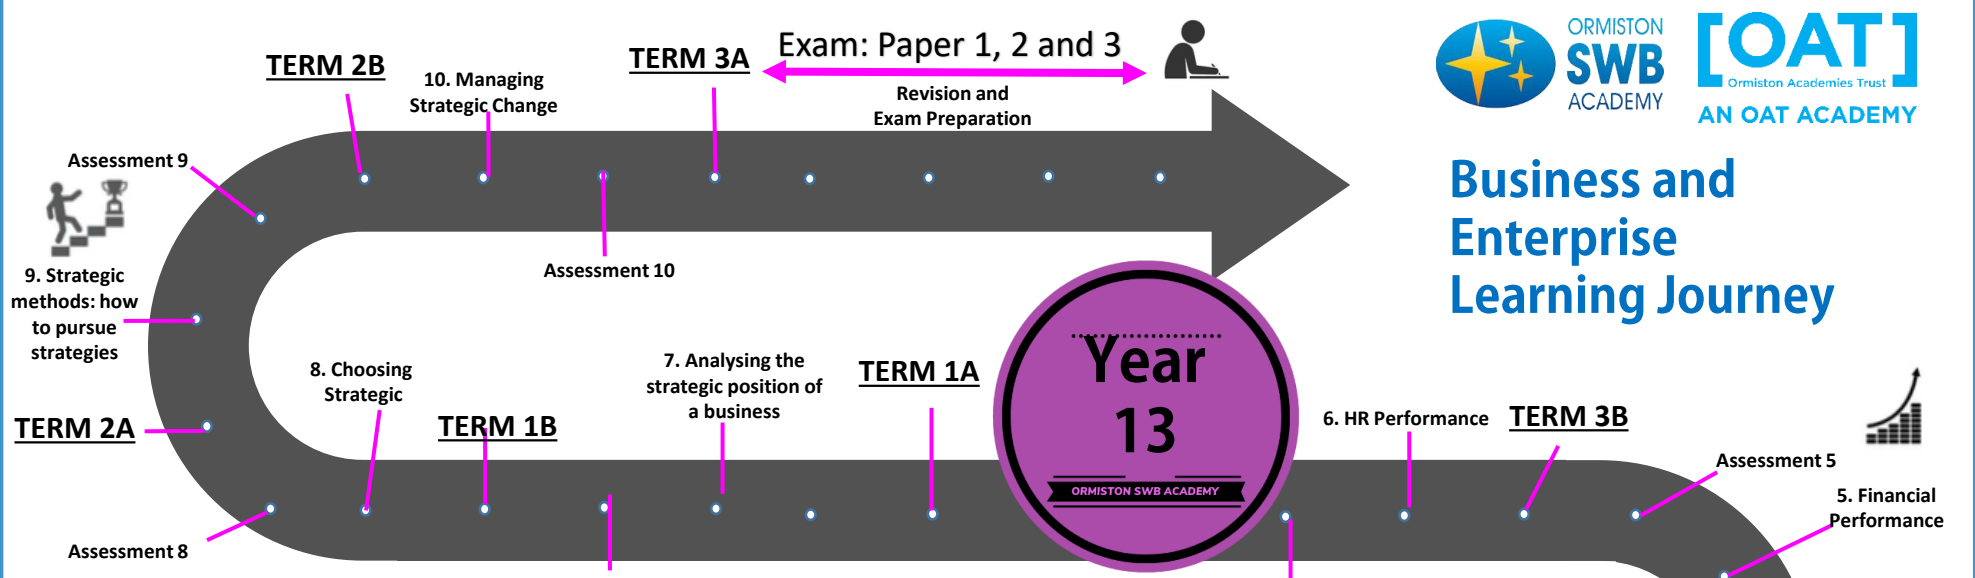 TERM 2B
10. Managing
Strategic Change
TERM 3A
Exam: Paper 1, 2 and 3
Revision and
Exam Preparation
ORMISTON
SWB
ACADEMY
[OAT]
Ormiston Academies Trust
AN OAT ACADEMY
Business and
Enterprise
Learning Journey
Assessment 9
9. Strategic
methods: how
to pursue
strategies
Assessment 10
TERM 2A
8. Choosing
Strategic
TERM 1B
7. Analysing the
strategic position of
a business
TERM 1A
Year
13
ORMISTON SWB ACADEMY
6. HR Performance
TERM 3B
Assessment 5
5. Financial
Performance
Assessment 8